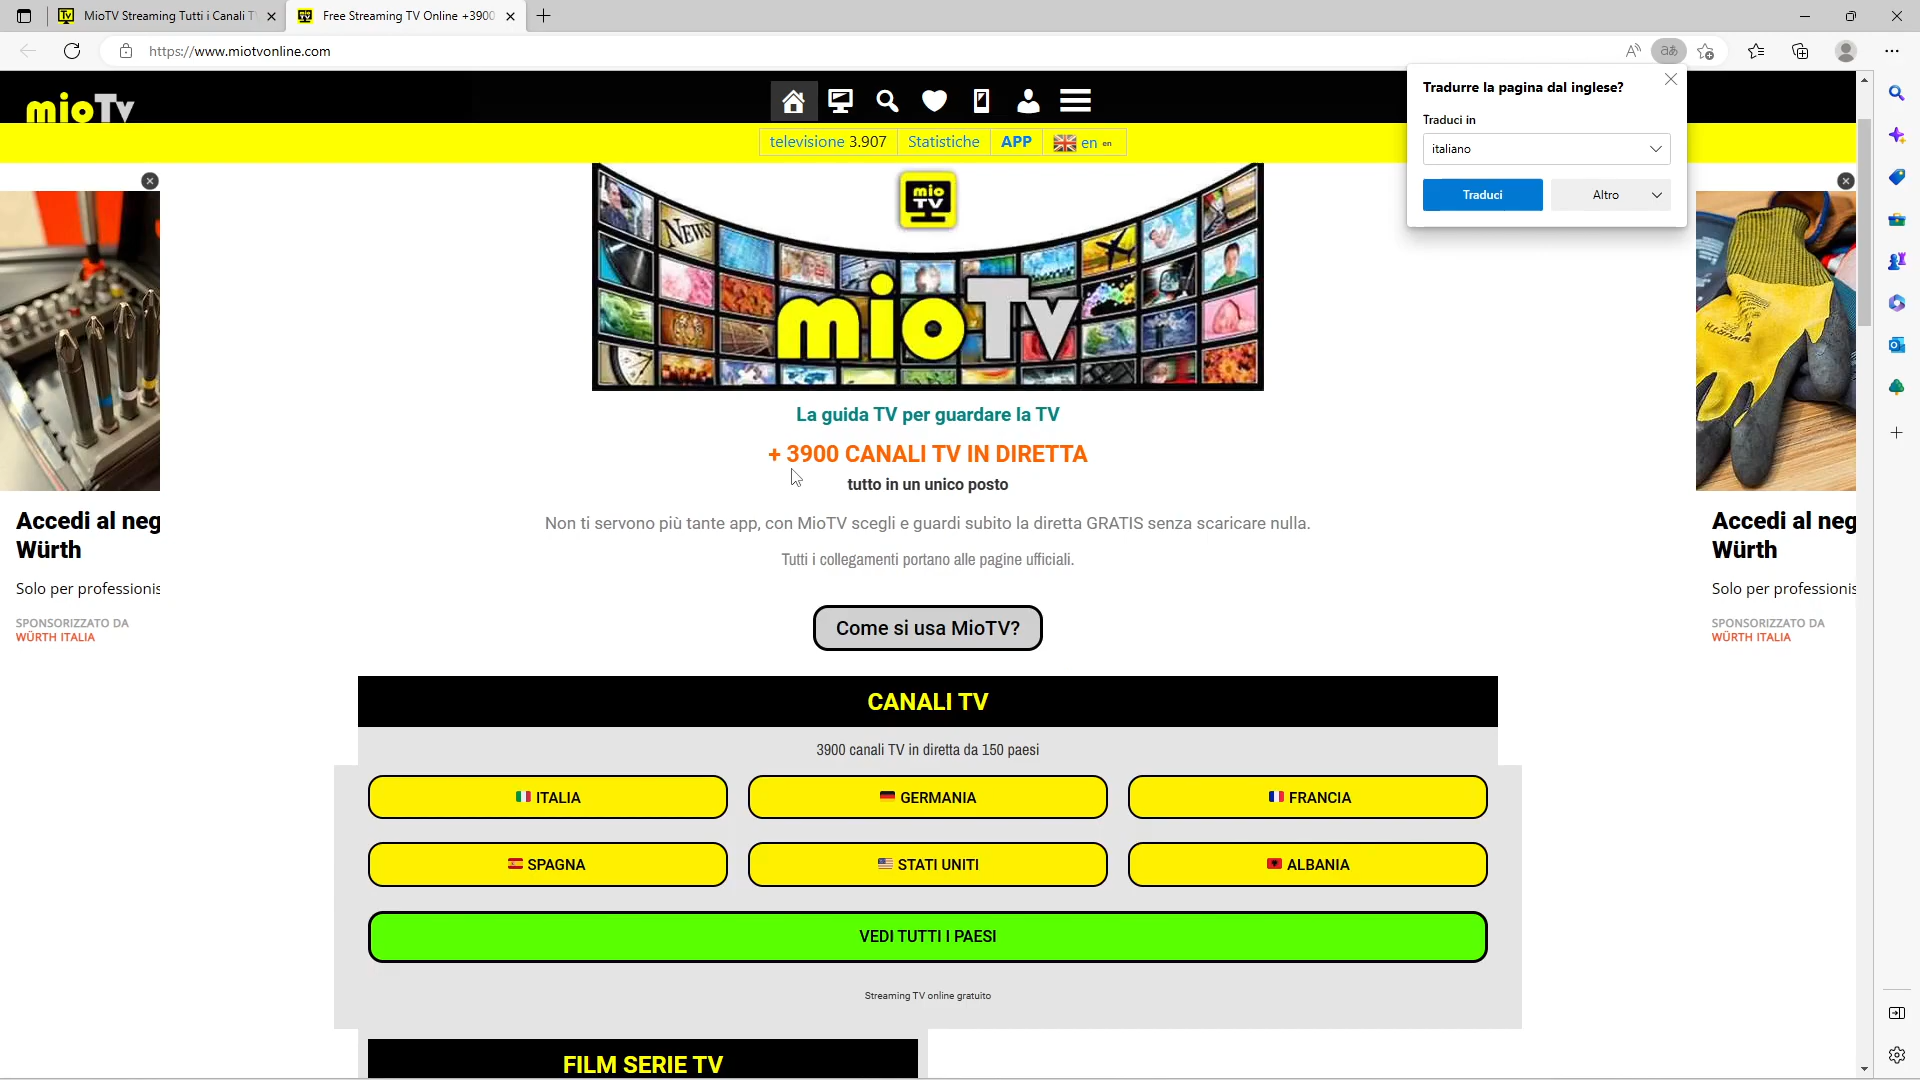 MioTV Streaming Tutti i Canali T
Free Streaming TV Online +3900
https://www.miotvonline.com
mioTv
televisione 3.907
Statistiche
APP
en en
Tradurre la pagina dal inglese?
Traduci in
italiano
Traduci
Altro
mio
TV
NEWS
mioTv
La guida TV per guardare la TV
+ 3900 CANALI TV IN DIRETTA
tutto in un unico posto
Non ti servono più tante app, con MioTV scegli e guardi subito la diretta GRATIS senza scaricare nulla.
Tutti i collegamenti portano alle pagine ufficiali.
Come si usa MioTV?
Accedi al neg
Würth
Solo per professionis
SPONSORIZZATO DA
WÜRTH ITALIA
Accedi al neg
Würth
Solo per professionis
SPONSORIZZATO DA
WÜRTH ITALIA
CANALI TV
3900 canali TV in diretta da 150 paesi
ITALIA
GERMANIA
FRANCIA
SPAGNA
STATI UNITI
ALBANIA
VEDI TUTTI I PAESI
Streaming TV online gratuito
FILM SERIE TV